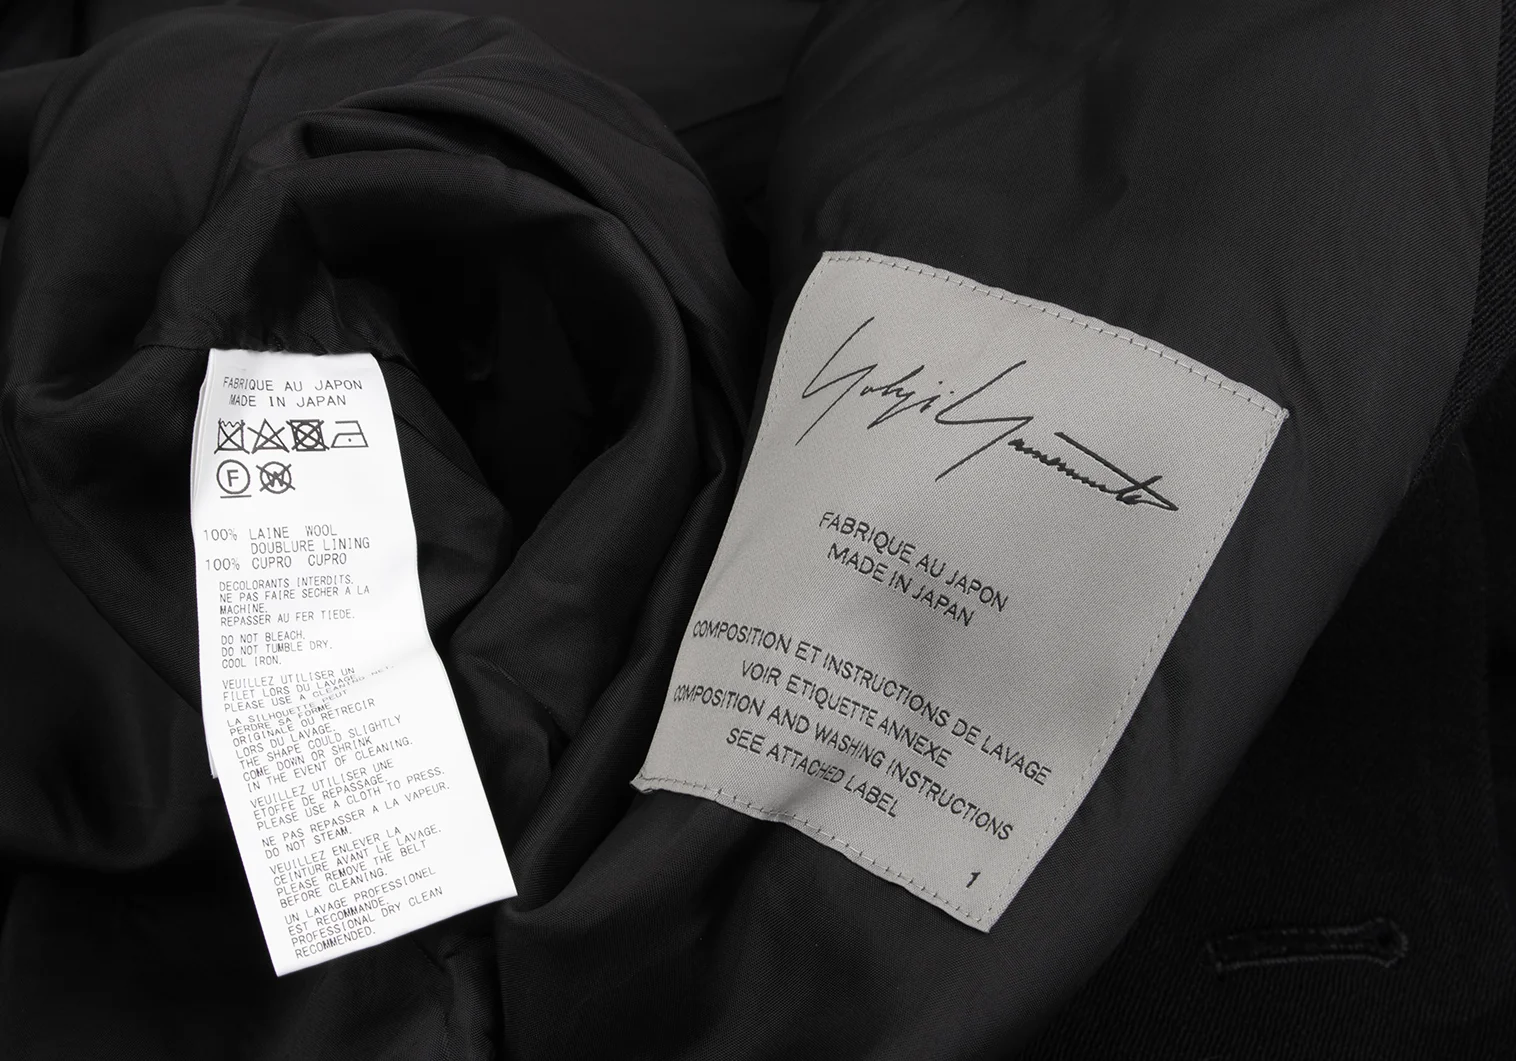 FABRIQUE AU JAPON
MADE IN JAPAN
F
W
100% LAINE WOOL
DOUBLURE LINING
100% CUPRO CUPRO
DECOLORANTS INTERDITS.
NE PAS FAIRE SECHER A LA
MACHINE.
REPASSER AU FER TIEDE.
DO NOT BLEACH.
DO NOT TUMBLE DRY.
COOL IRON.
VEUILLEZ UTILISER UN
FILET LORS DU LAVAGE.
PLEASE USE A CLEANING NET.
LA SILHOUETTE PEUT
PERDRE SA FORME
ORIGINALE OU RETRECIR
LORS DU LAVAGE.
THE SHAPE COULD SLIGHTLY
COME DOWN OR SHRINK
IN THE EVENT OF CLEANING.
VEUILLEZ UTILISER UNE
ETOFFE DE REPASSAGE.
PLEASE USE A CLOTH TO PRESS.
NE PAS REPASSER A LA VAPEUR.
DO NOT STEAM.
VEUILLEZ ENLEVER LA
CEINTURE AVANT LE LAVAGE.
PLEASE REMOVE THE BELT
BEFORE CLEANING.
UN LAVAGE PROFESSIONEL
EST RECOMMANDE.
PROFESSIONAL DRY CLEAN
RECOMMENDED.
Yohji Yamamoto
FABRIQUE AU JAPON
MADE IN JAPAN
COMPOSITION ET INSTRUCTIONS DE LAVAGE
VOIR ETIQUETTE ANNEXE
COMPOSITION AND WASHING INSTRUCTIONS
SEE ATTACHED LABEL
1